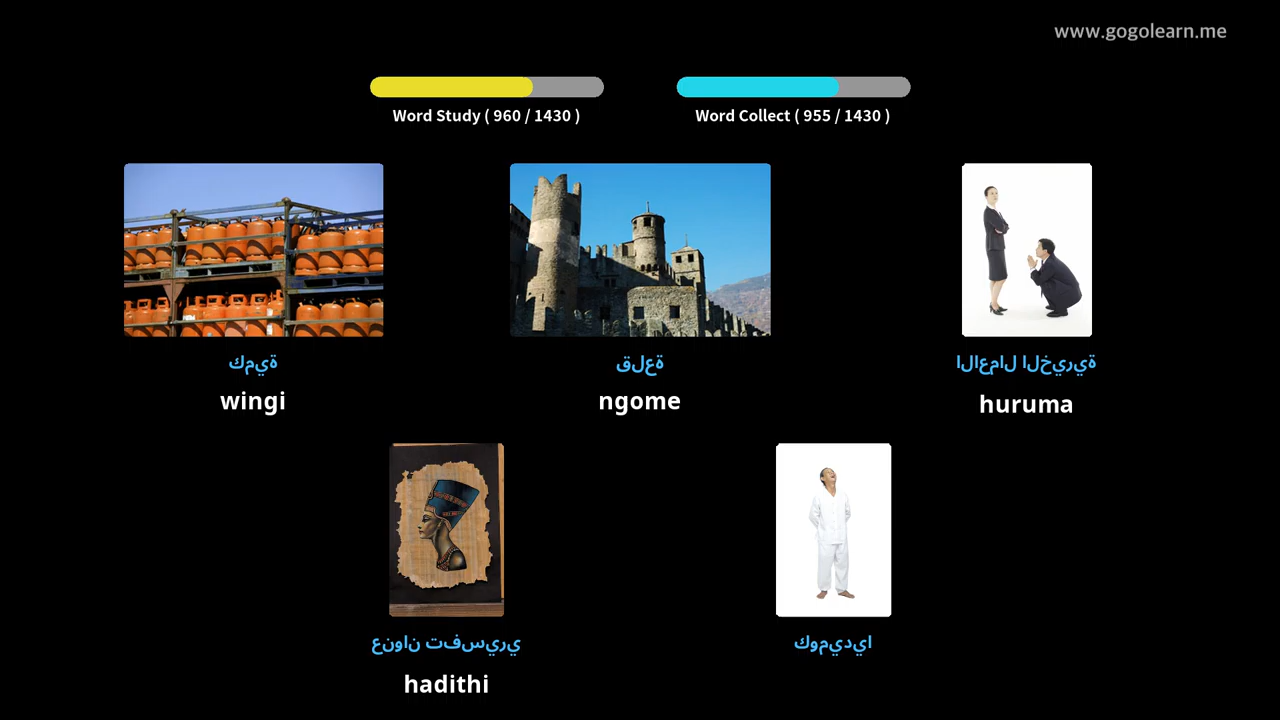 www.gogolearn.me
Word Study ( 960 / 1430 )
Word Collect ( 955 / 1430 )
كمية
wingi
قلعة
ngome
الاعمال الخيرية
huruma
عنوان تفسيري
hadithi
كوميديا